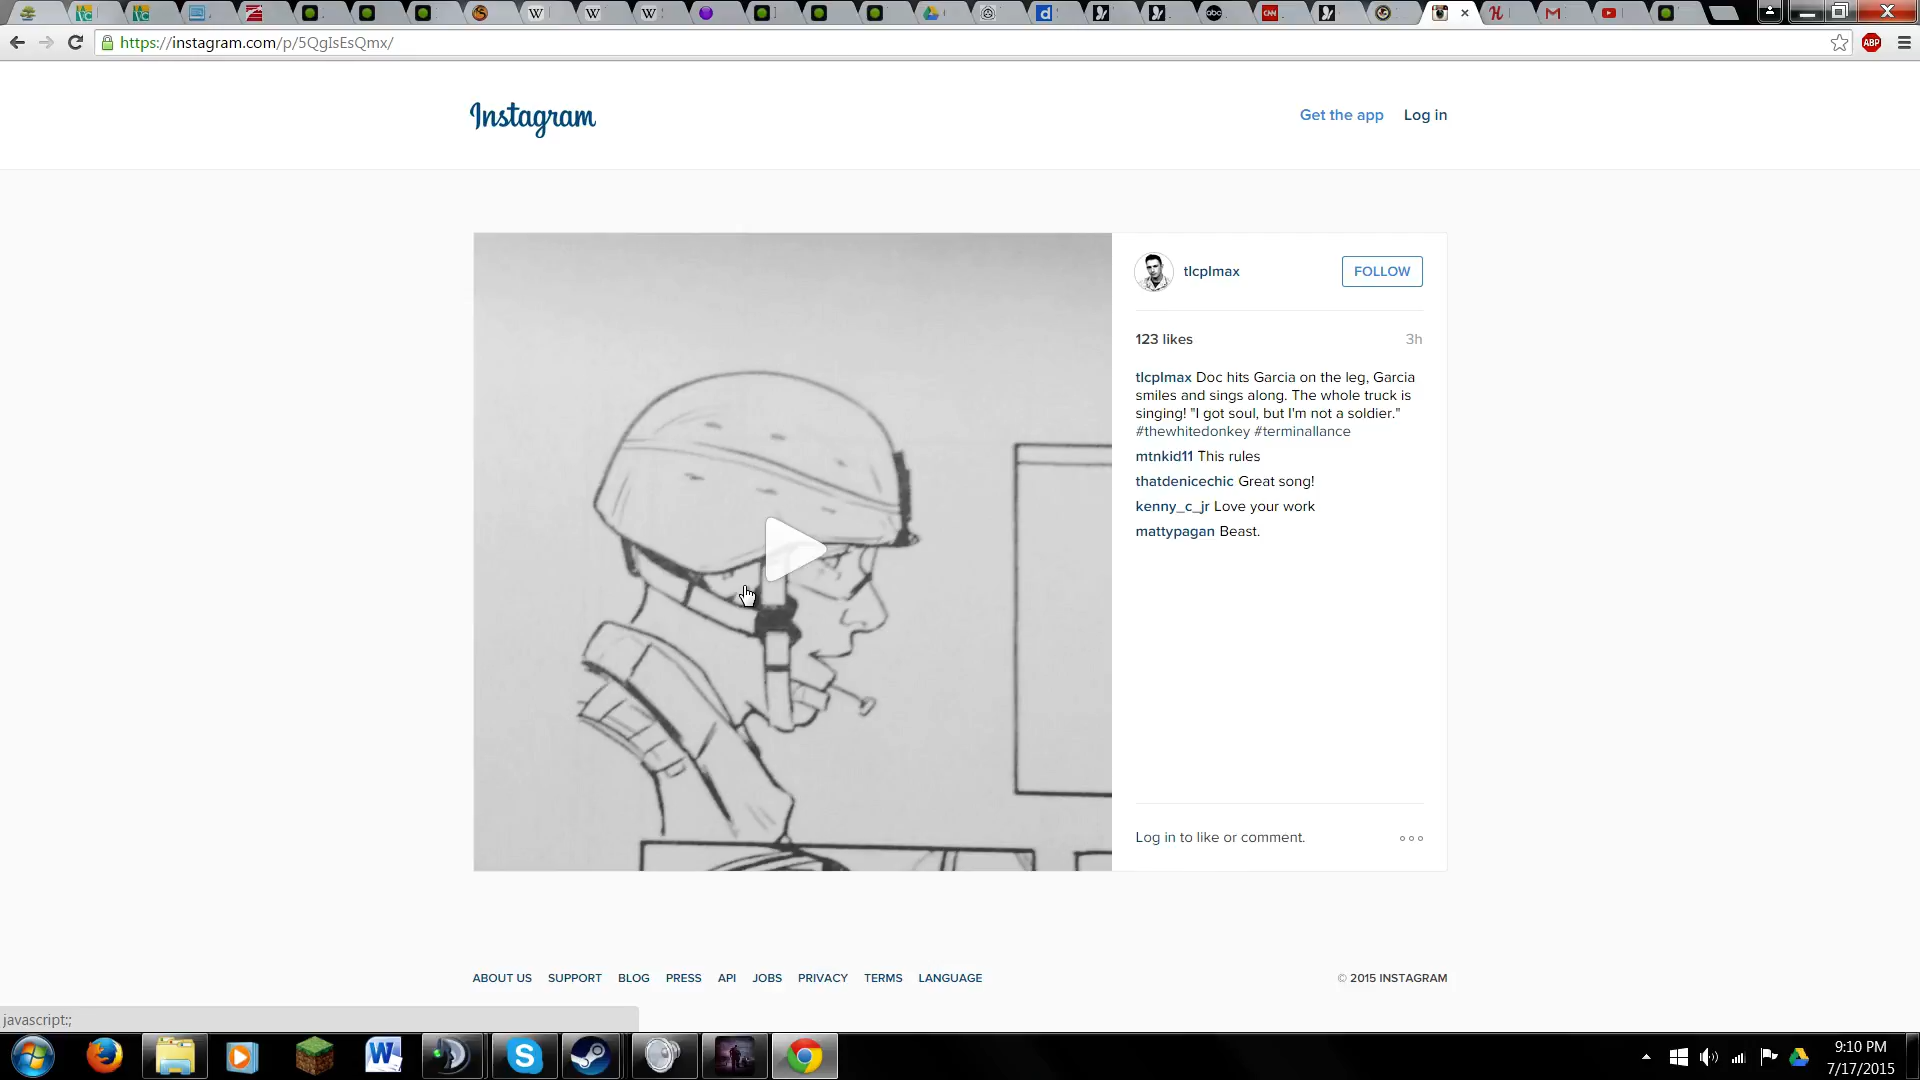 https://instagram.com/p/5QgIsEsQmx/
ABP
Instagram
Get the app
Log in
tlcplmax
FOLLOW
123 likes
3h
tlcplmax Doc hits Garcia on the leg, Garcia
smiles and sings along. The whole truck is
singing! "I got soul, but I'm not a soldier."
#thewhitedonkey #terminallance
mtnkid11 This rules
thatdenicechic Great song!
kenny_c_jr Love your work
mattypagan Beast.
Log in to like or comment.
ABOUT US SUPPORT BLOG PRESS API JOBS PRIVACY TERMS LANGUAGE
© 2015 INSTAGRAM
javascript:;
9:10 PM
7/17/2015